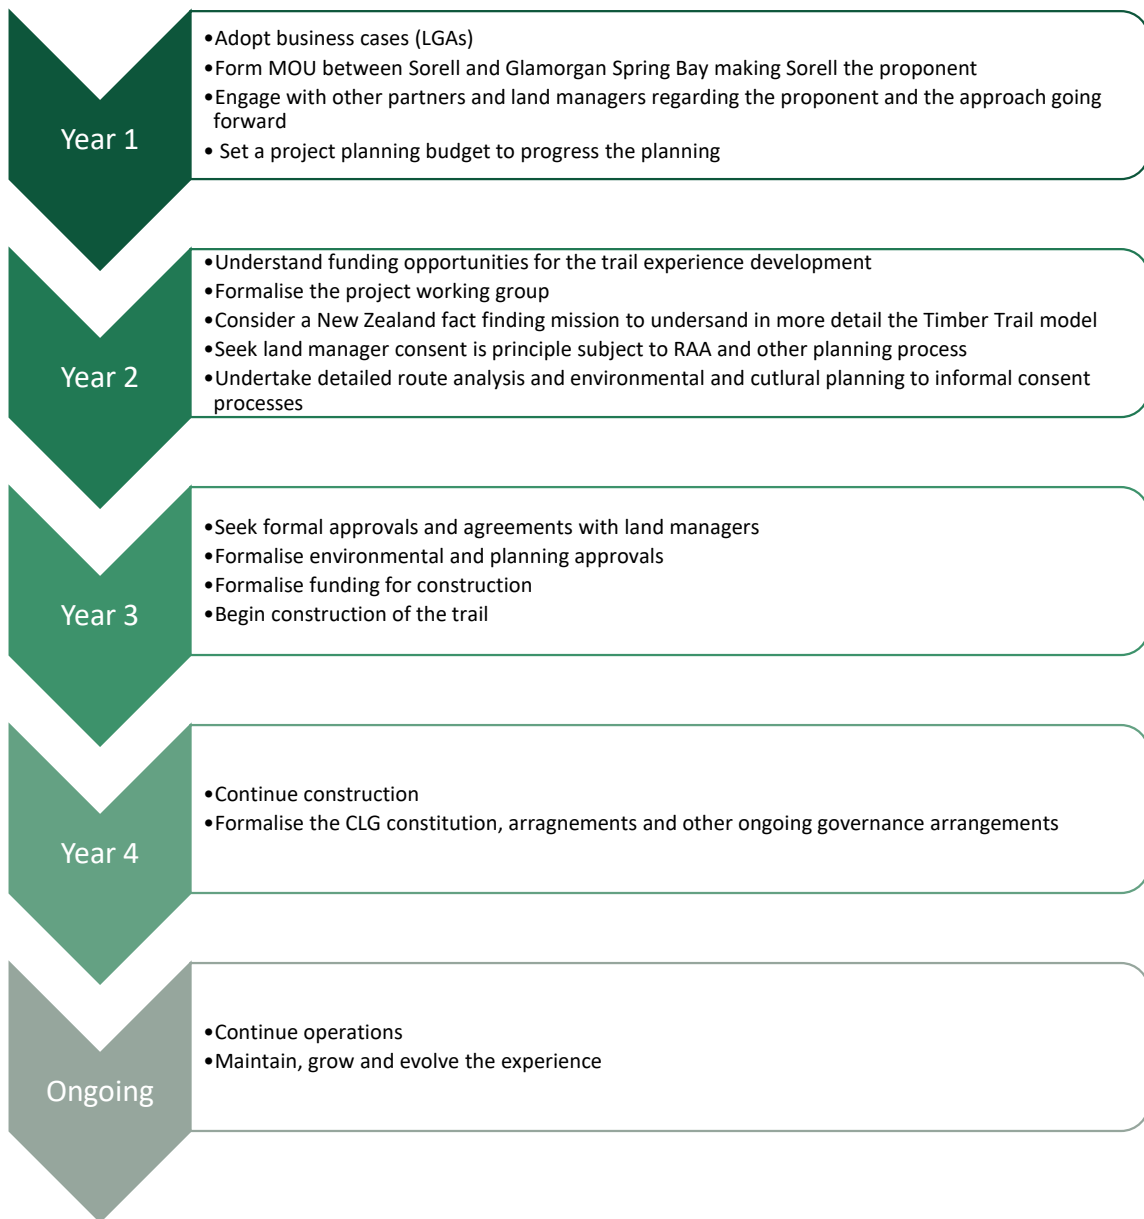 Year 1
•Adopt business cases (LGAs)
•Form MOU between Sorell and Glamorgan Spring Bay making Sorell the proponent
•Engage with other partners and land managers regarding the proponent and the approach going
forward
• Set a project planning budget to progress the planning
Year 2
•Understand funding opportunities for the trail experience development
•Formalise the project working group
•Consider a New Zealand fact finding mission to undersand in more detail the Timber Trail model
•Seek land manager consent is principle subject to RAA and other planning process
•Undertake detailed route analysis and environmental and cutlural planning to informal consent
processes
Year 3
•Seek formal approvals and agreements with land managers
•Formalise environmental and planning approvals
•Formalise funding for construction
•Begin construction of the trail
Year 4
•Continue construction
•Formalise the CLG constitution, arragnements and other ongoing governance arrangements
Ongoing
•Continue operations
•Maintain, grow and evolve the experience